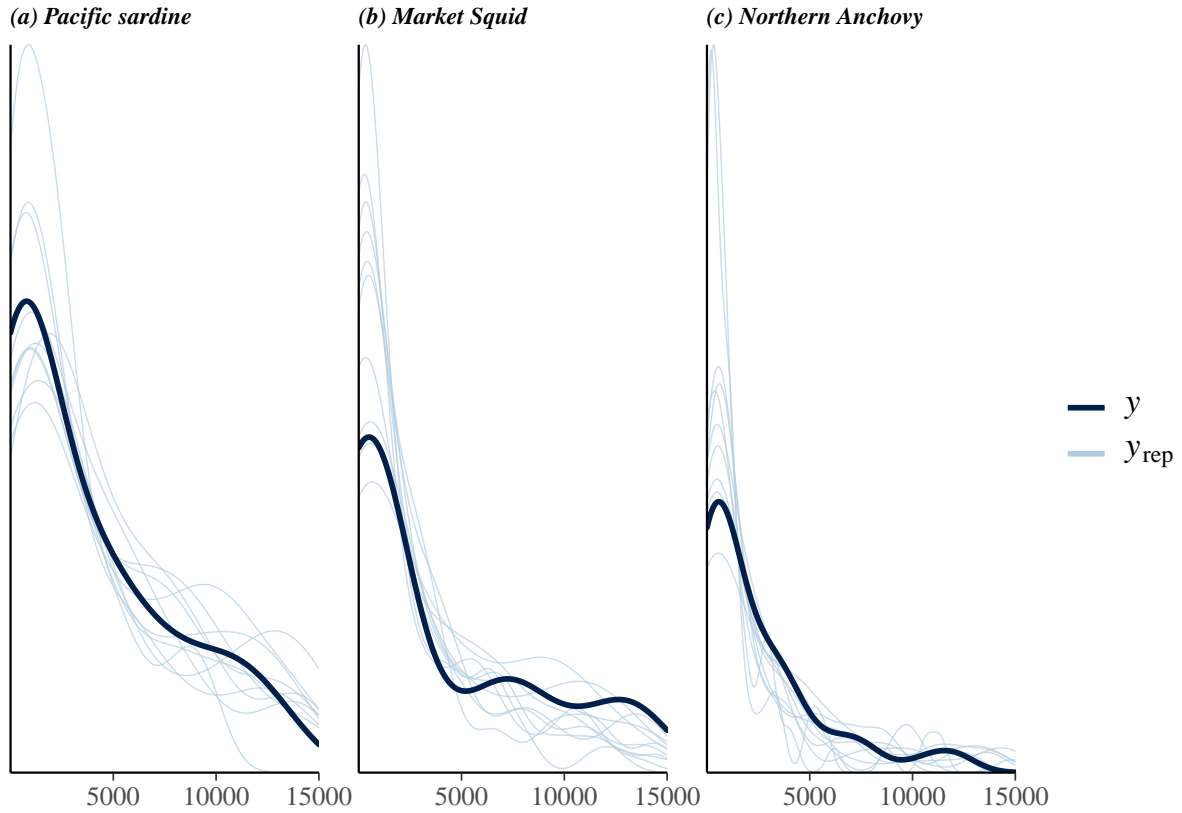 (a) Pacific sardine
(b) Market Squid
(c) Northern Anchovy
y
yrep
5000 10000 15000
5000 10000 15000
5000 10000 15000